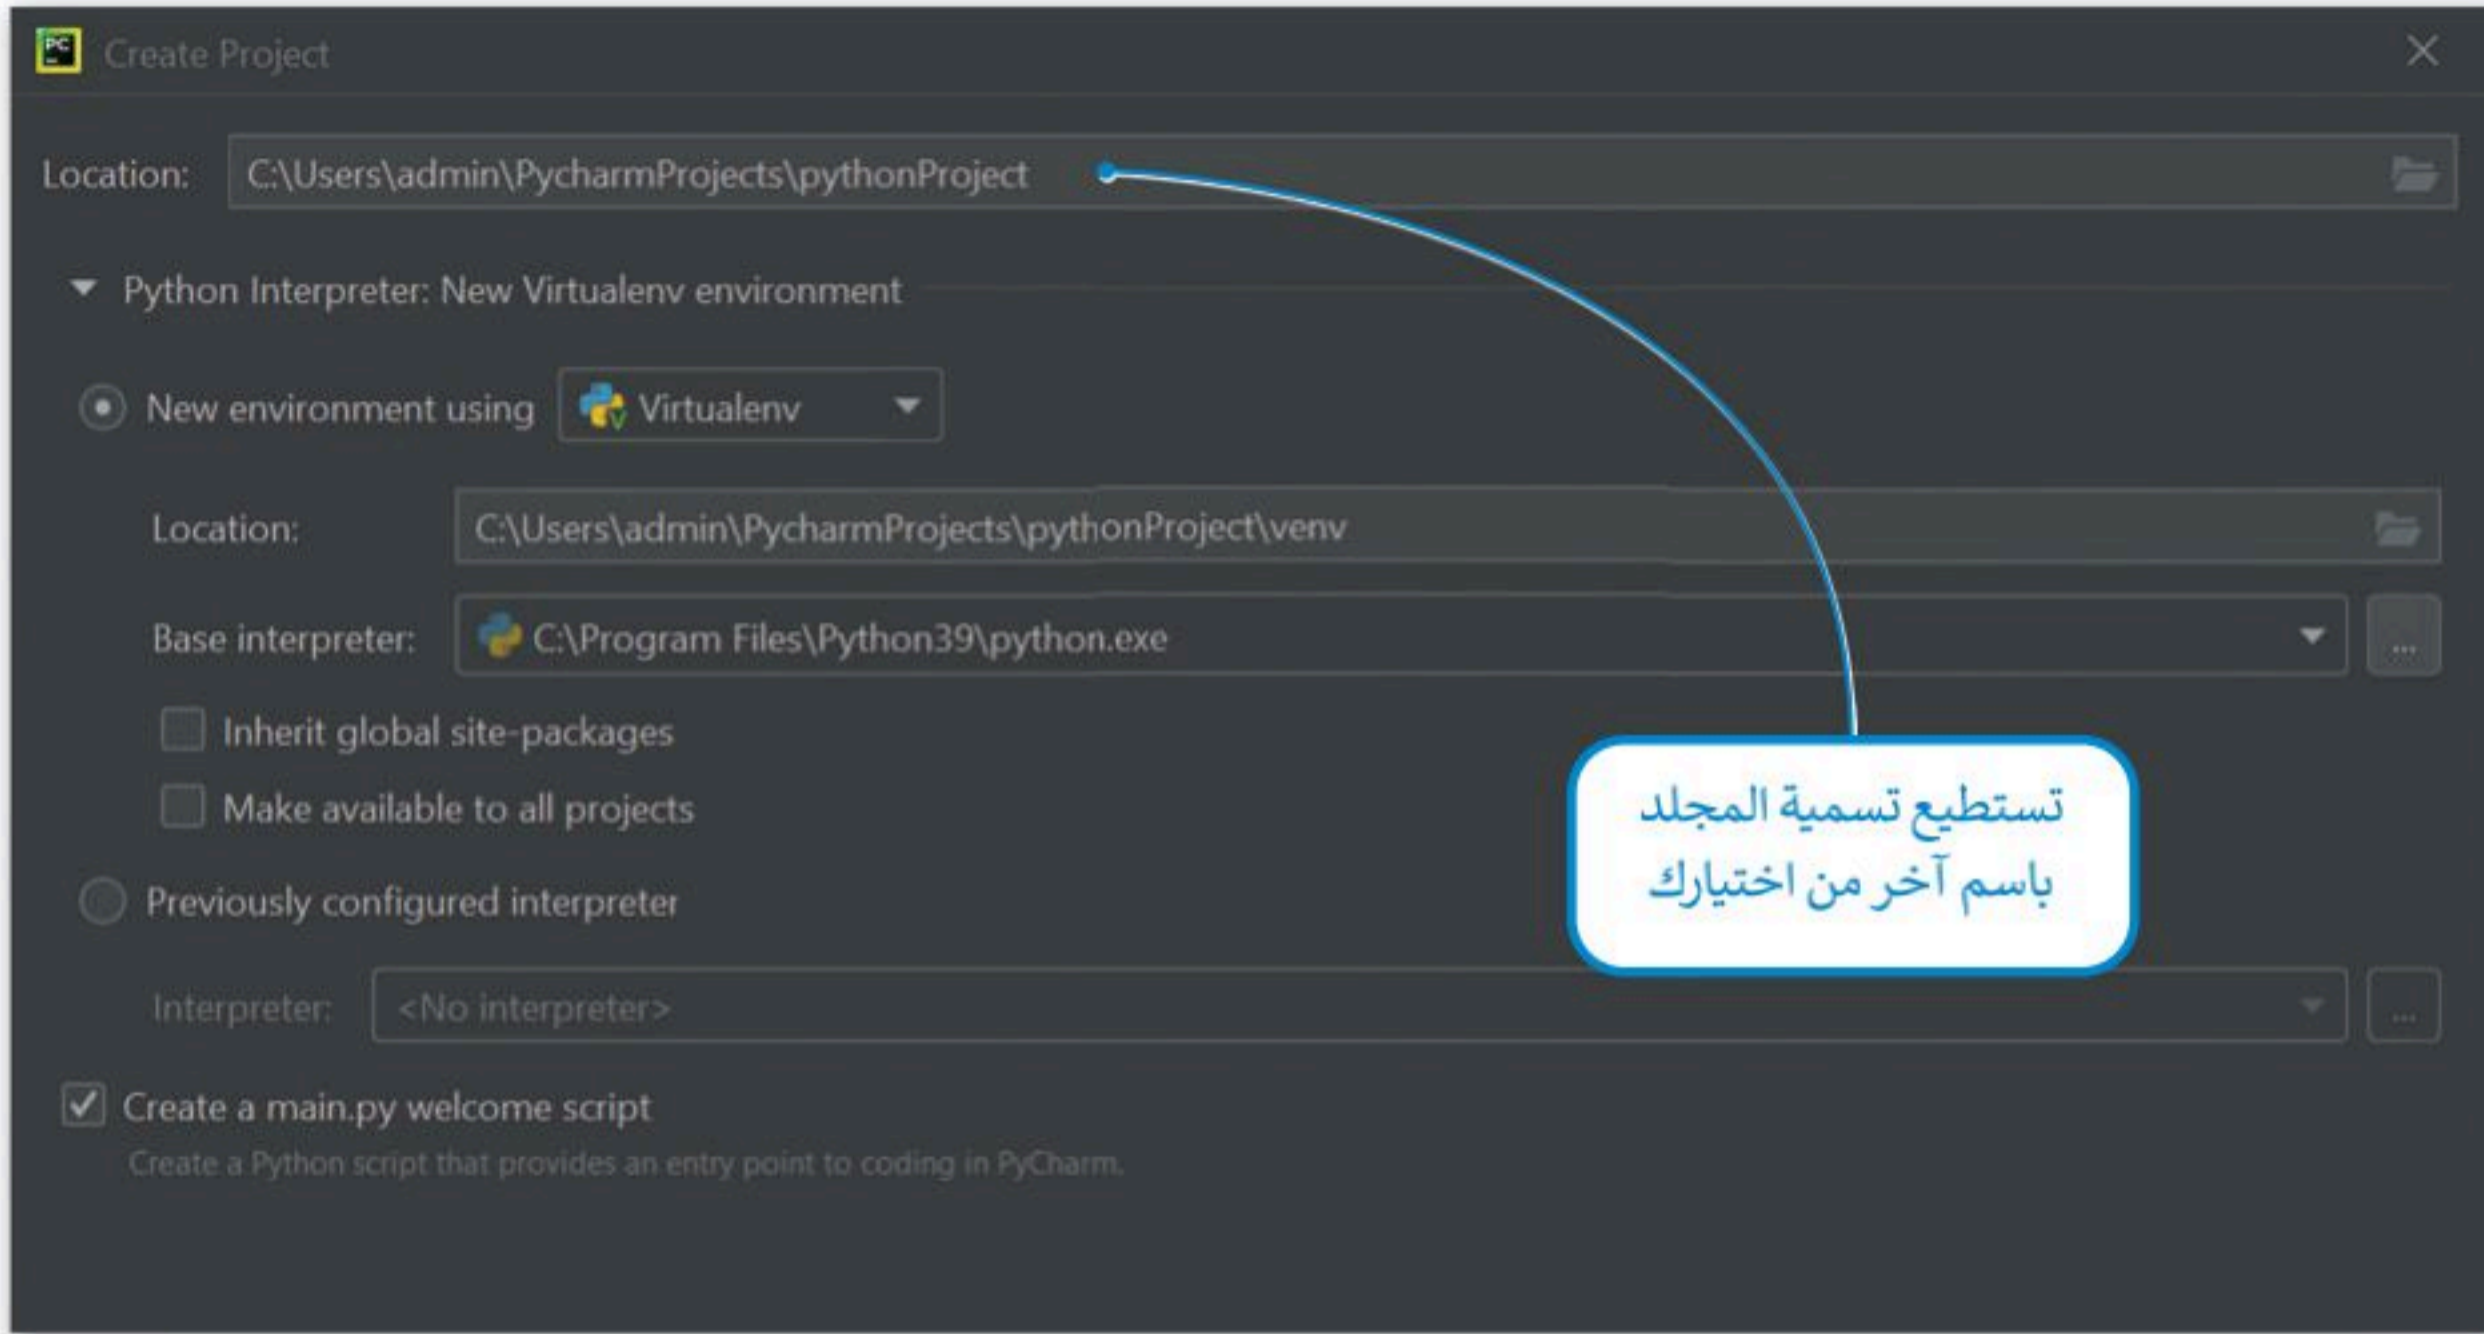 Create Project
Location: C:\Users\admin\PycharmProjects\pythonProject
Python Interpreter: New Virtualenv environment
New environment using Virtualenv
Location: C:\Users\admin\PycharmProjects\pythonProject\venv
Base interpreter: C:\Program Files\Python39\python.exe
...
Inherit global site-packages
Make available to all projects
تستطيع تسمية المجلد
باسم آخر من اختيارك
Previously configured interpreter
Interpreter: <No interpreter>
...
Create a main.py welcome script
Create a Python script that provides an entry point to coding in PyCharm.